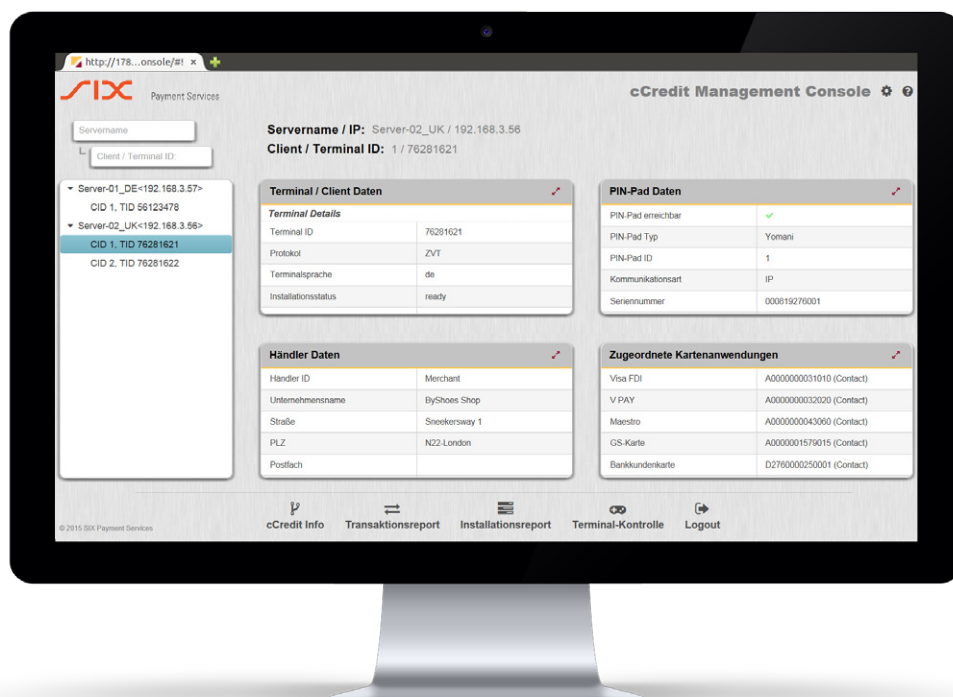 http://178...onsole/#!
SIX Payment Services
cCredit Management Console
Servername
Client / Terminal ID:
Server-01_DE<192.168.3.57>
CID 1, TID 56123478
Server-02_UK<192.168.3.56>
CID 1, TID 76281621
CID 2, TID 76281622
Servername / IP: Server-02_UK / 192.168.3.56
Client / Terminal ID: 1 / 76281621
Terminal / Client Daten
Terminal Details
Terminal ID 76281621
Protokol ZVT
Terminalsprache de
Installationsstatus ready
PIN-Pad Daten
PIN-Pad erreichbar
PIN-Pad Typ Yomani
PIN-Pad ID 1
Kommunikationsart IP
Seriennummer 000819276001
Händler Daten
Händler ID Merchant
Unternehmensname ByShoes Shop
Straße Sneekersway 1
PLZ N22-London
Postfach
Zugeordnete Kartenanwendungen
Visa FDI A0000000031010 (Contact)
V PAY A0000000032020 (Contact)
Maestro A0000000043060 (Contact)
GS-Karte A0000001579015 (Contact)
Bankkundenkarte D2760000250001 (Contact)
© 2015 SIX Payment Services
cCredit Info Transaktionsreport Installationsreport Terminal-Kontrolle Logout